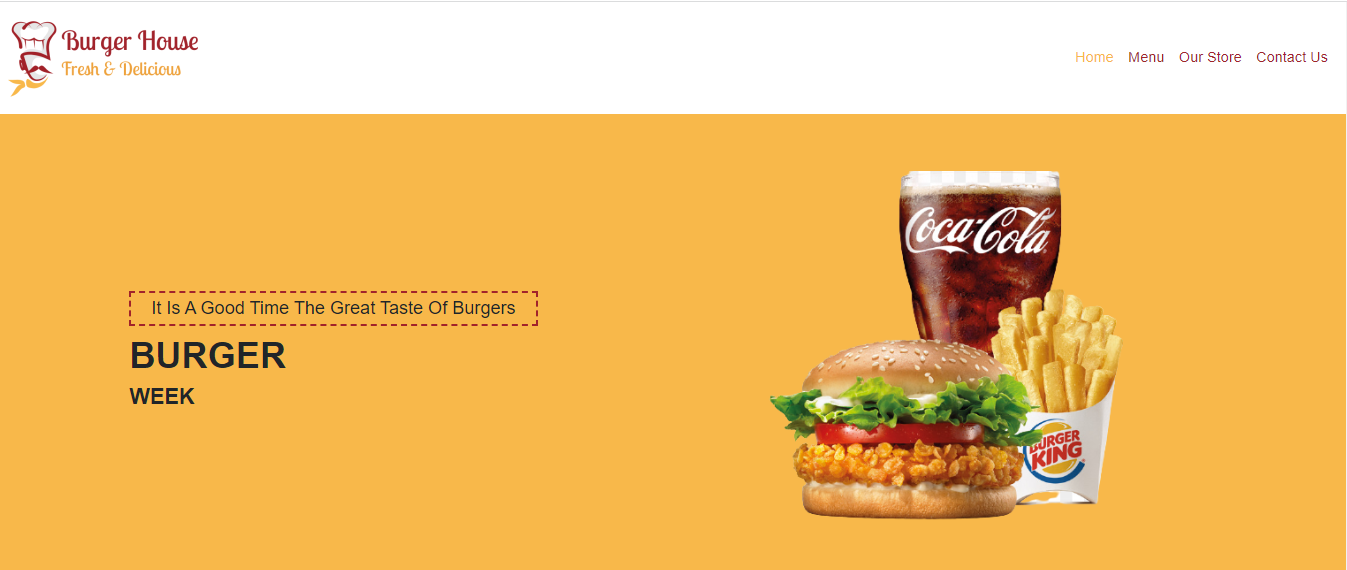 Burger House
Fresh & Delicious
Home Menu Our Store Contact Us
It Is A Good Time The Great Taste Of Burgers
BURGER
WEEK
Coca-Cola
BURGER
KING